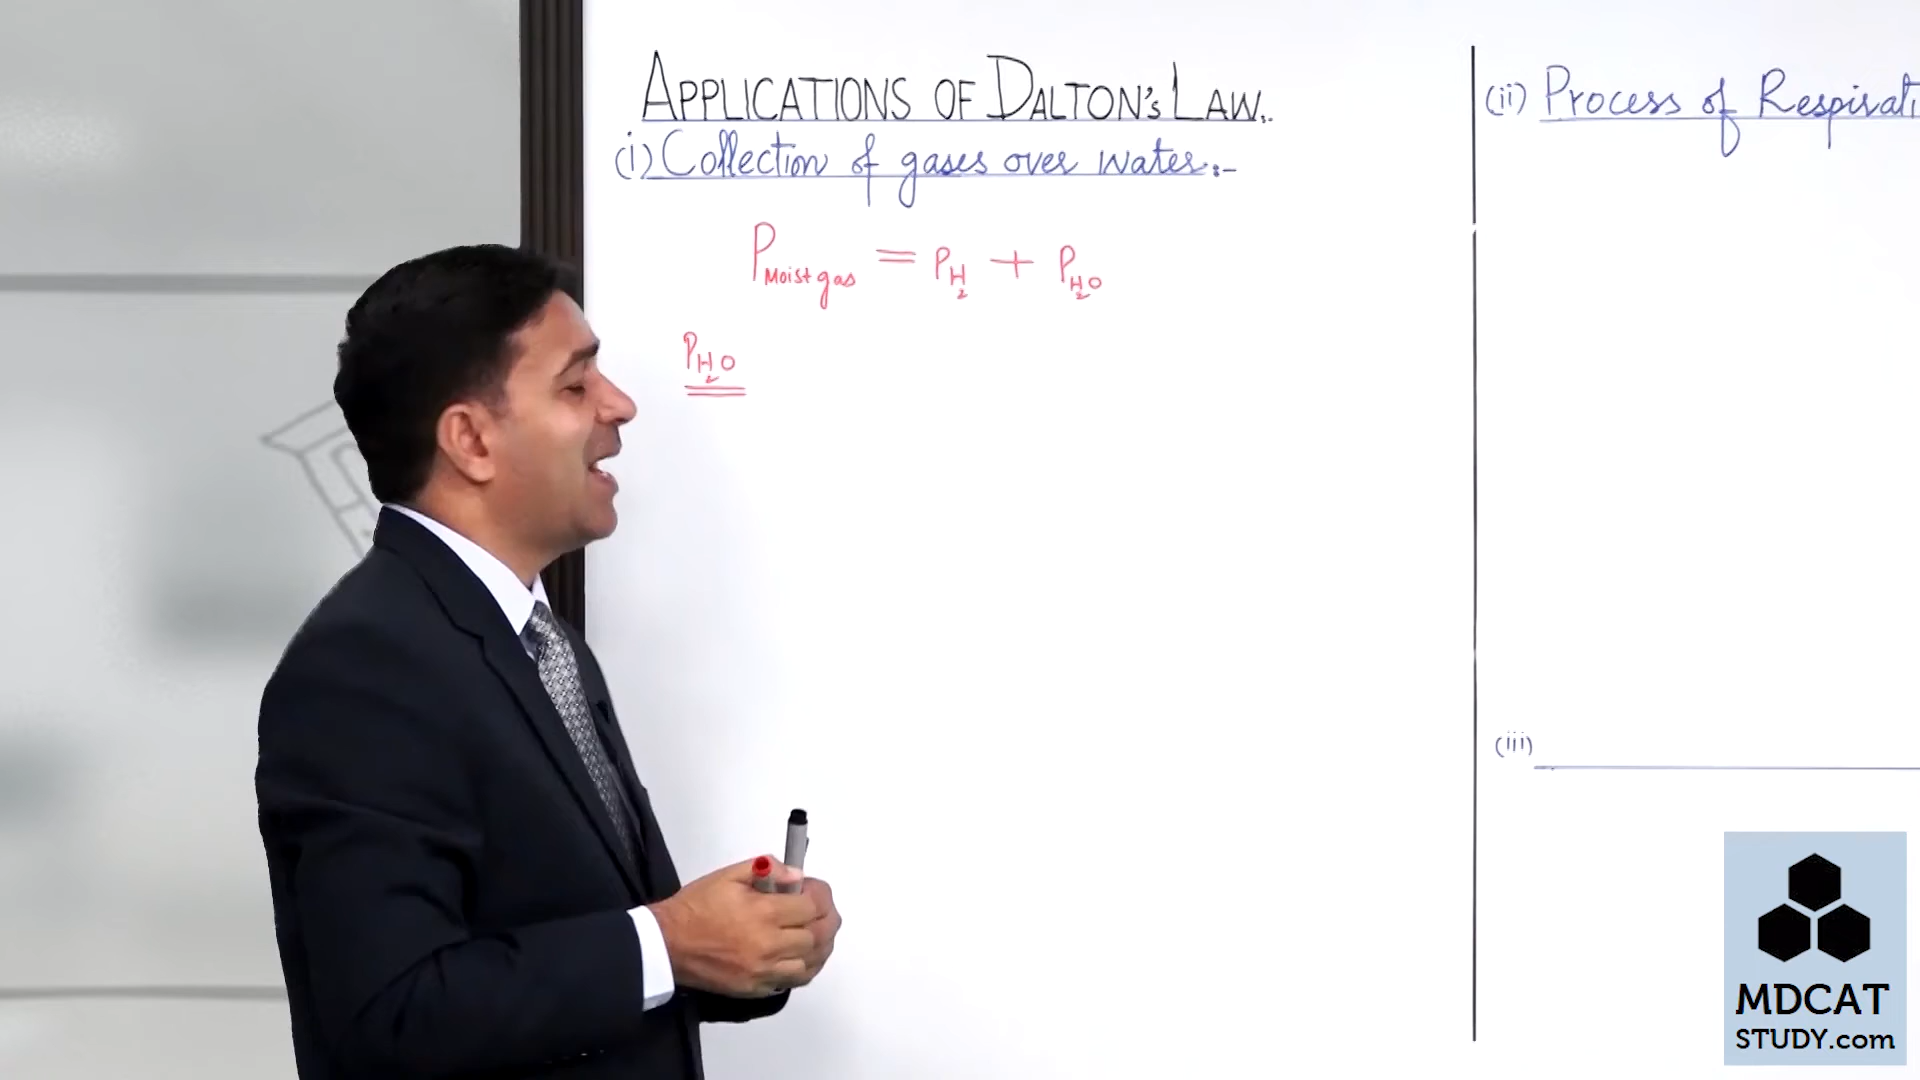 APPLICATIONS OF DALTON'S LAW.
(i) Collection of gases over water:-
P Moist gas = P H2 + P H2O
P H2O
(ii) Process of Respirati
(iii)
MDCAT
STUDY.com